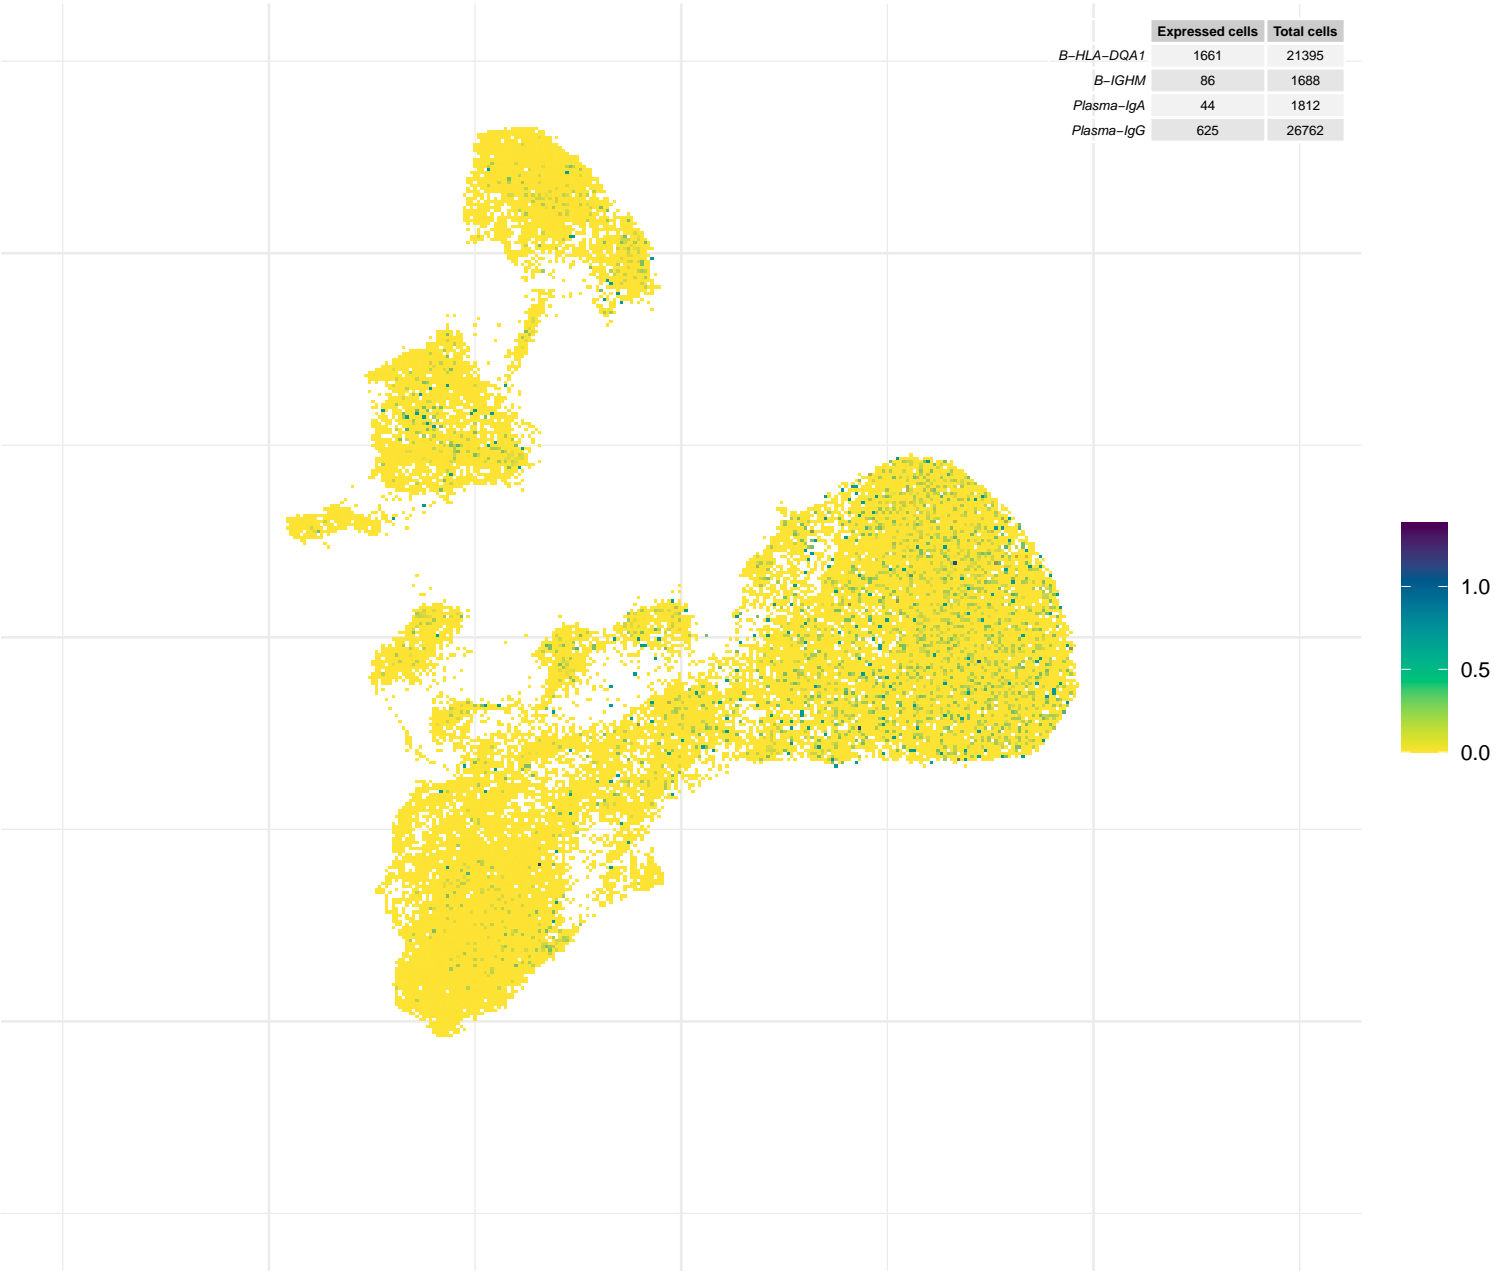 Expressed cells Total cells
B−HLA−DQA1 1661 21395
B−IGHM 86 1688
Plasma−IgA 44 1812
Plasma−IgG 625 26762
1.0
0.5
0.0